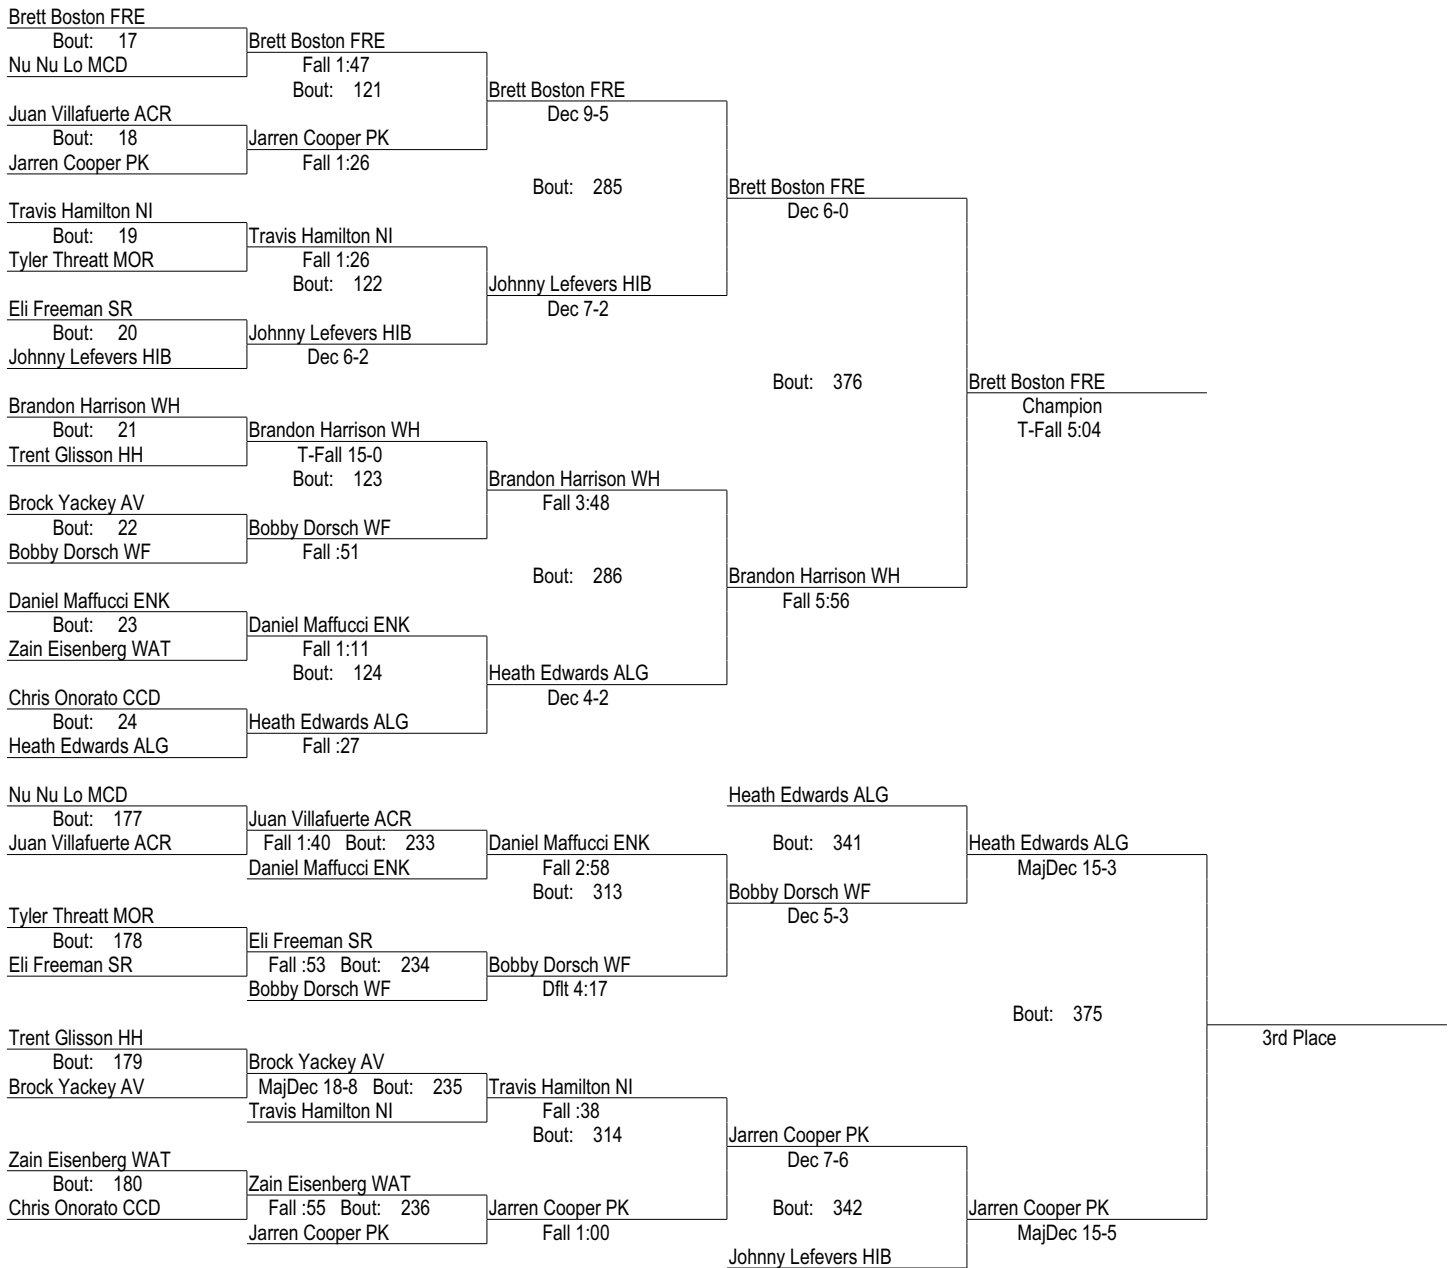 Brett Boston FRE
Bout: 17 Brett Boston FRE
Nu Nu Lo MCD Fall 1:47
Bout: 121 Brett Boston FRE
Juan Villafuerte ACR Dec 9-5
Bout: 18 Jarren Cooper PK
Jarren Cooper PK Fall 1:26
Bout: 285 Brett Boston FRE
Travis Hamilton NI Dec 6-0
Bout: 19 Travis Hamilton NI
Tyler Threatt MOR Fall 1:26
Bout: 122 Johnny Lefevers HIB
Eli Freeman SR Dec 7-2
Bout: 20 Johnny Lefevers HIB
Johnny Lefevers HIB Dec 6-2
Bout: 376 Brett Boston FRE
Brandon Harrison WH Champion
Bout: 21 Brandon Harrison WH T-Fall 5:04
Trent Glisson HH T-Fall 15-0
Bout: 123 Brandon Harrison WH
Brock Yackey AV Fall 3:48
Bout: 22 Bobby Dorsch WF
Bobby Dorsch WF Fall :51
Bout: 286 Brandon Harrison WH
Daniel Maffucci ENK Fall 5:56
Bout: 23 Daniel Maffucci ENK
Zain Eisenberg WAT Fall 1:11
Bout: 124 Heath Edwards ALG
Chris Onorato CCD Dec 4-2
Bout: 24 Heath Edwards ALG
Heath Edwards ALG Fall :27
Nu Nu Lo MCD Heath Edwards ALG
Bout: 177 Juan Villafuerte ACR
Juan Villafuerte ACR Fall 1:40 Bout: 233 Daniel Maffucci ENK Bout: 341 Heath Edwards ALG
Daniel Maffucci ENK Fall 2:58 MajDec 15-3
Bout: 313 Bobby Dorsch WF
Tyler Threatt MOR Dec 5-3
Bout: 178 Eli Freeman SR
Eli Freeman SR Fall :53 Bout: 234 Bobby Dorsch WF
Bobby Dorsch WF Dflt 4:17
Bout: 375
Trent Glisson HH 3rd Place
Bout: 179 Brock Yackey AV
Brock Yackey AV MajDec 18-8 Bout: 235 Travis Hamilton NI
Travis Hamilton NI Fall :38
Bout: 314 Jarren Cooper PK
Zain Eisenberg WAT Dec 7-6
Bout: 180 Zain Eisenberg WAT
Chris Onorato CCD Fall :55 Bout: 236 Jarren Cooper PK Bout: 342 Jarren Cooper PK
Jarren Cooper PK Fall 1:00 MajDec 15-5
Johnny Lefevers HIB